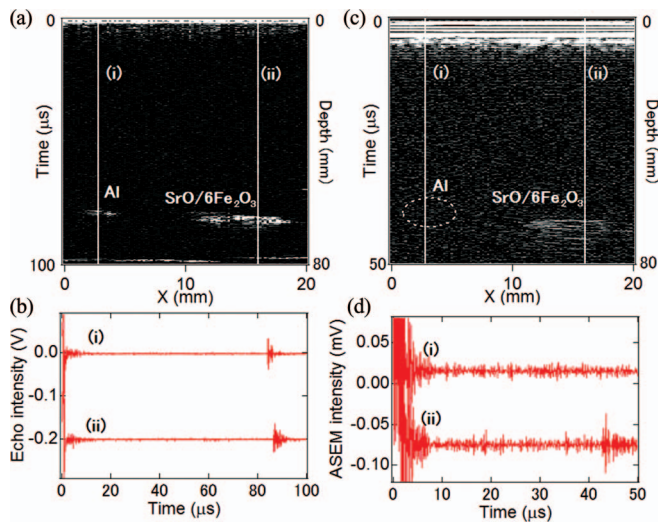 (a)
0
0
(i)
(ii)
Time (μs)
Depth (mm)
Al
SrO/6Fe₂O₃
100
80
0
10
20
X (mm)
(c)
0
0
(i)
(ii)
Time (μs)
Depth (mm)
Al
SrO/6Fe₂O₃
50
80
0
10
20
X (mm)
(b)
Echo intensity (V)
0.0
-0.1
-0.2
(i)
(ii)
0 20 40 60 80 100
Time (μs)
(d)
ASEM intensity (mV)
0.00
0.00
-0.05
-0.10
(i)
(ii)
0 10 20 30 40 50
Time (μs)